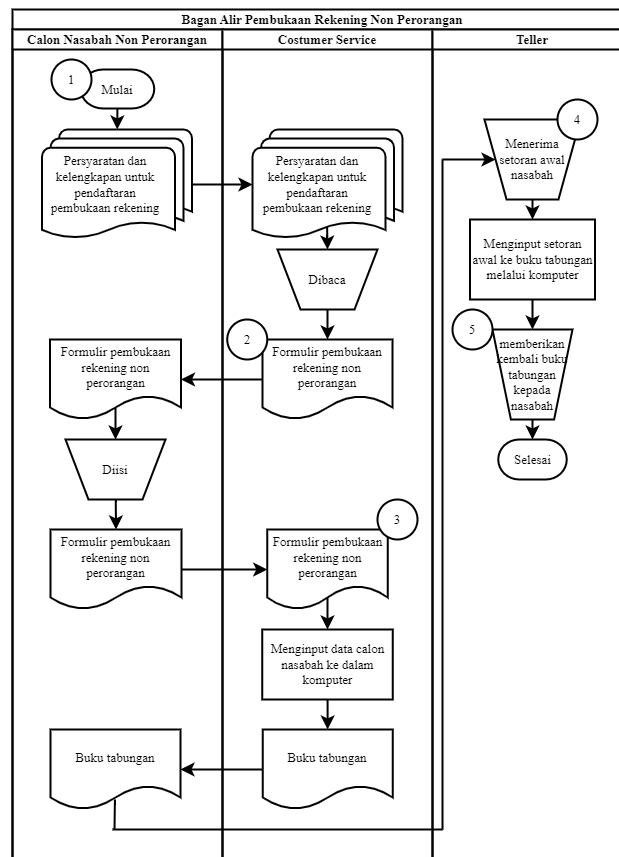 Bagan Alir Pembukaan Rekening Non Perorangan
Calon Nasabah Non Perorangan
Costumer Service
Teller
1
Mulai
Persyaratan dan
kelengkapan untuk
pendaftaran
pembukaan rekening
Persyaratan dan
kelengkapan untuk
pendaftaran
pembukaan rekening
Dibaca
2
Formulir pembukaan
rekening non
perorangan
Formulir pembukaan
rekening non
perorangan
Diisi
Formulir pembukaan
rekening non
perorangan
3
Formulir pembukaan
rekening non
perorangan
Menginput data calon
nasabah ke dalam
komputer
Buku tabungan
Buku tabungan
4
Menerima
setoran awal
nasabah
Menginput setoran
awal ke buku tabungan
melalui komputer
5
memberikan
kembali buku
tabungan
kepada
nasabah
Selesai